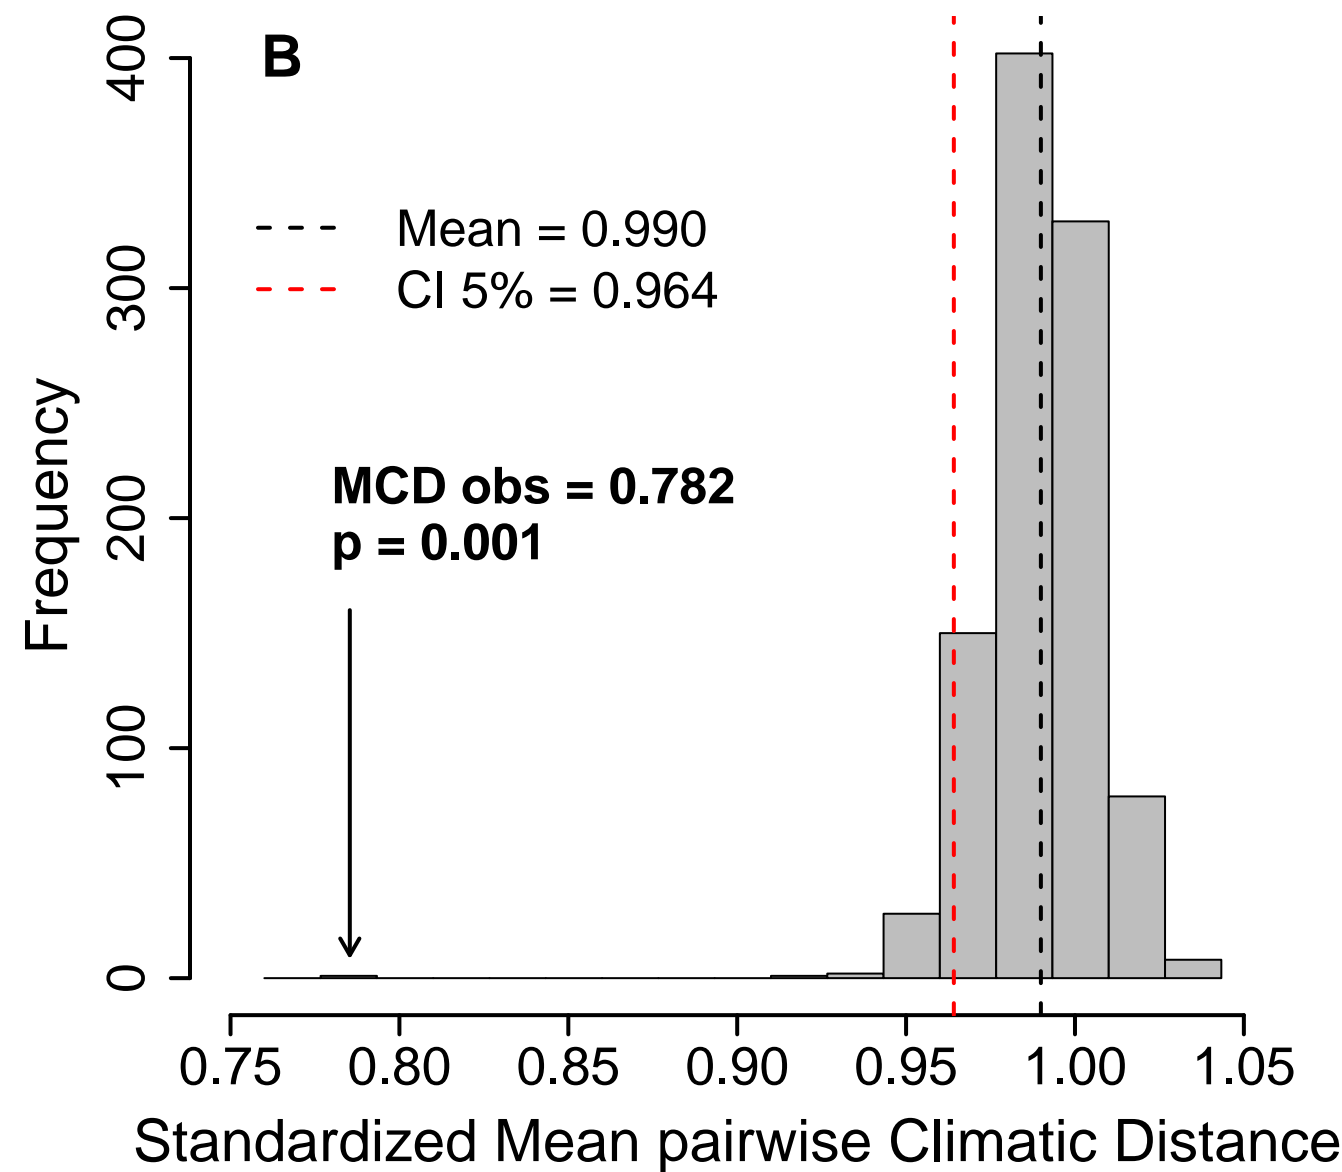 B
Mean = 0.990
CI 5% = 0.964
MCD obs = 0.782
p = 0.001
Frequency
0
100
200
300
400
0.75 0.80 0.85 0.90 0.95 1.00 1.05
Standardized Mean pairwise Climatic Distance